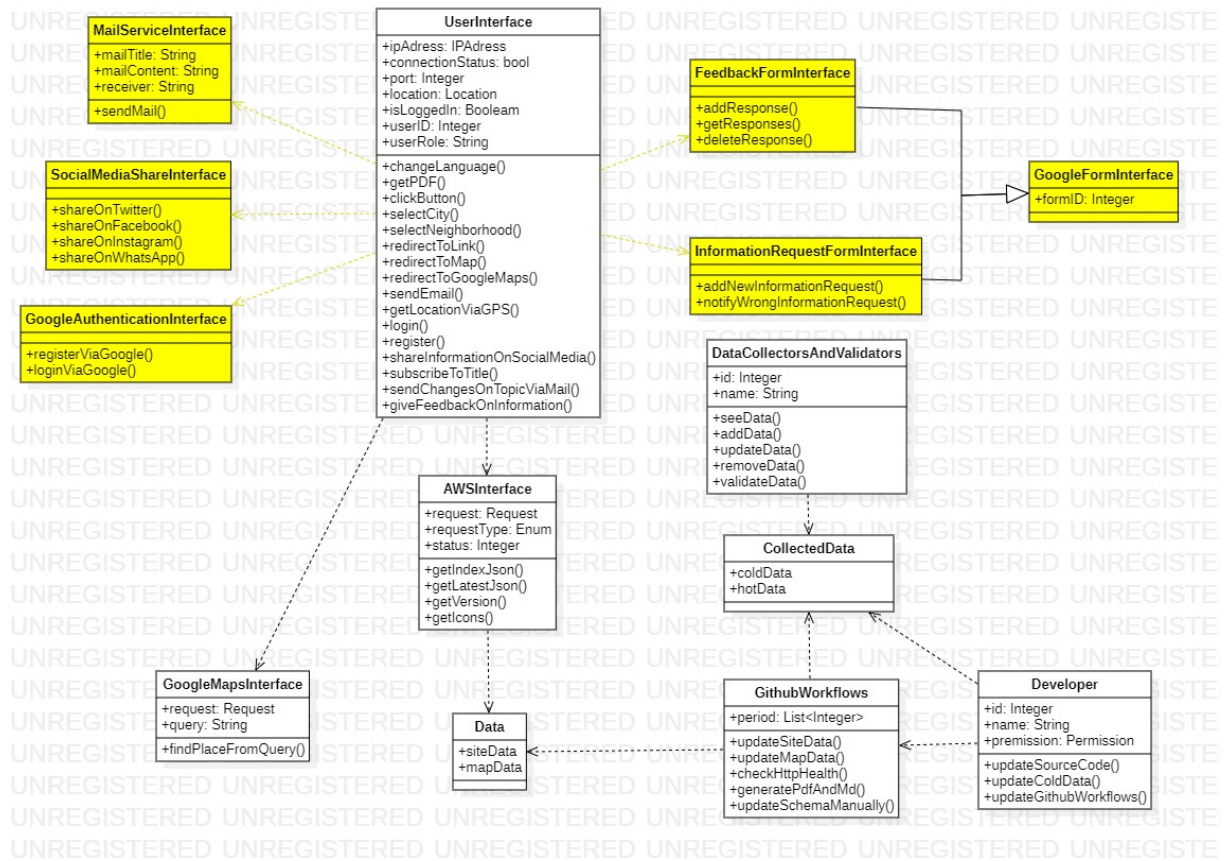 MailServiceInterface
+mailTitle: String
+mailContent: String
+receiver: String
+sendMail()
SocialMediaShareInterface
+shareOnTwitter()
+shareOnFacebook()
+shareOnInstagram()
+shareOnWhatsApp()
GoogleAuthenticationInterface
+registerViaGoogle()
+loginViaGoogle()
UserInterface
+ipAdress: IPAdress
+connectionStatus: bool
+port: Integer
+location: Location
+isLoggedIn: Booleam
+userID: Integer
+userRole: String
+changeLanguage()
+getPDF()
+clickButton()
+selectCity()
+selectNeighborhood()
+redirectToLink()
+redirectToMap()
+redirectToGoogleMaps()
+sendEmail()
+getLocationViaGPS()
+login()
+register()
+shareInformationOnSocialMedia()
+subscribeToTitle()
+sendChangesOnTopicViaMail()
+giveFeedbackOnInformation()
FeedbackFormInterface
+addResponse()
+getResponses()
+deleteResponse()
GoogleFormInterface
+formID: Integer
InformationRequestFormInterface
+addNewInformationRequest()
+notifyWrongInformationRequest()
DataCollectorsAndValidators
+id: Integer
+name: String
+seeData()
+addData()
+updateData()
+removeData()
+validateData()
AWSInterface
+request: Request
+requestType: Enum
+status: Integer
+getIndexJson()
+getLatestJson()
+getVersion()
+getIcons()
CollectedData
+coldData
+hotData
GoogleMapsInterface
+request: Request
+query: String
+findPlaceFromQuery()
Data
+siteData
+mapData
GithubWorkflows
+period: List<Integer>
+updateSiteData()
+updateMapData()
+checkHttpHealth()
+generatePdfAndMd()
+updateSchemaManually()
Developer
+id: Integer
+name: String
+premission: Permission
+updateSourceCode()
+updateColdData()
+updateGithubWorkflows()